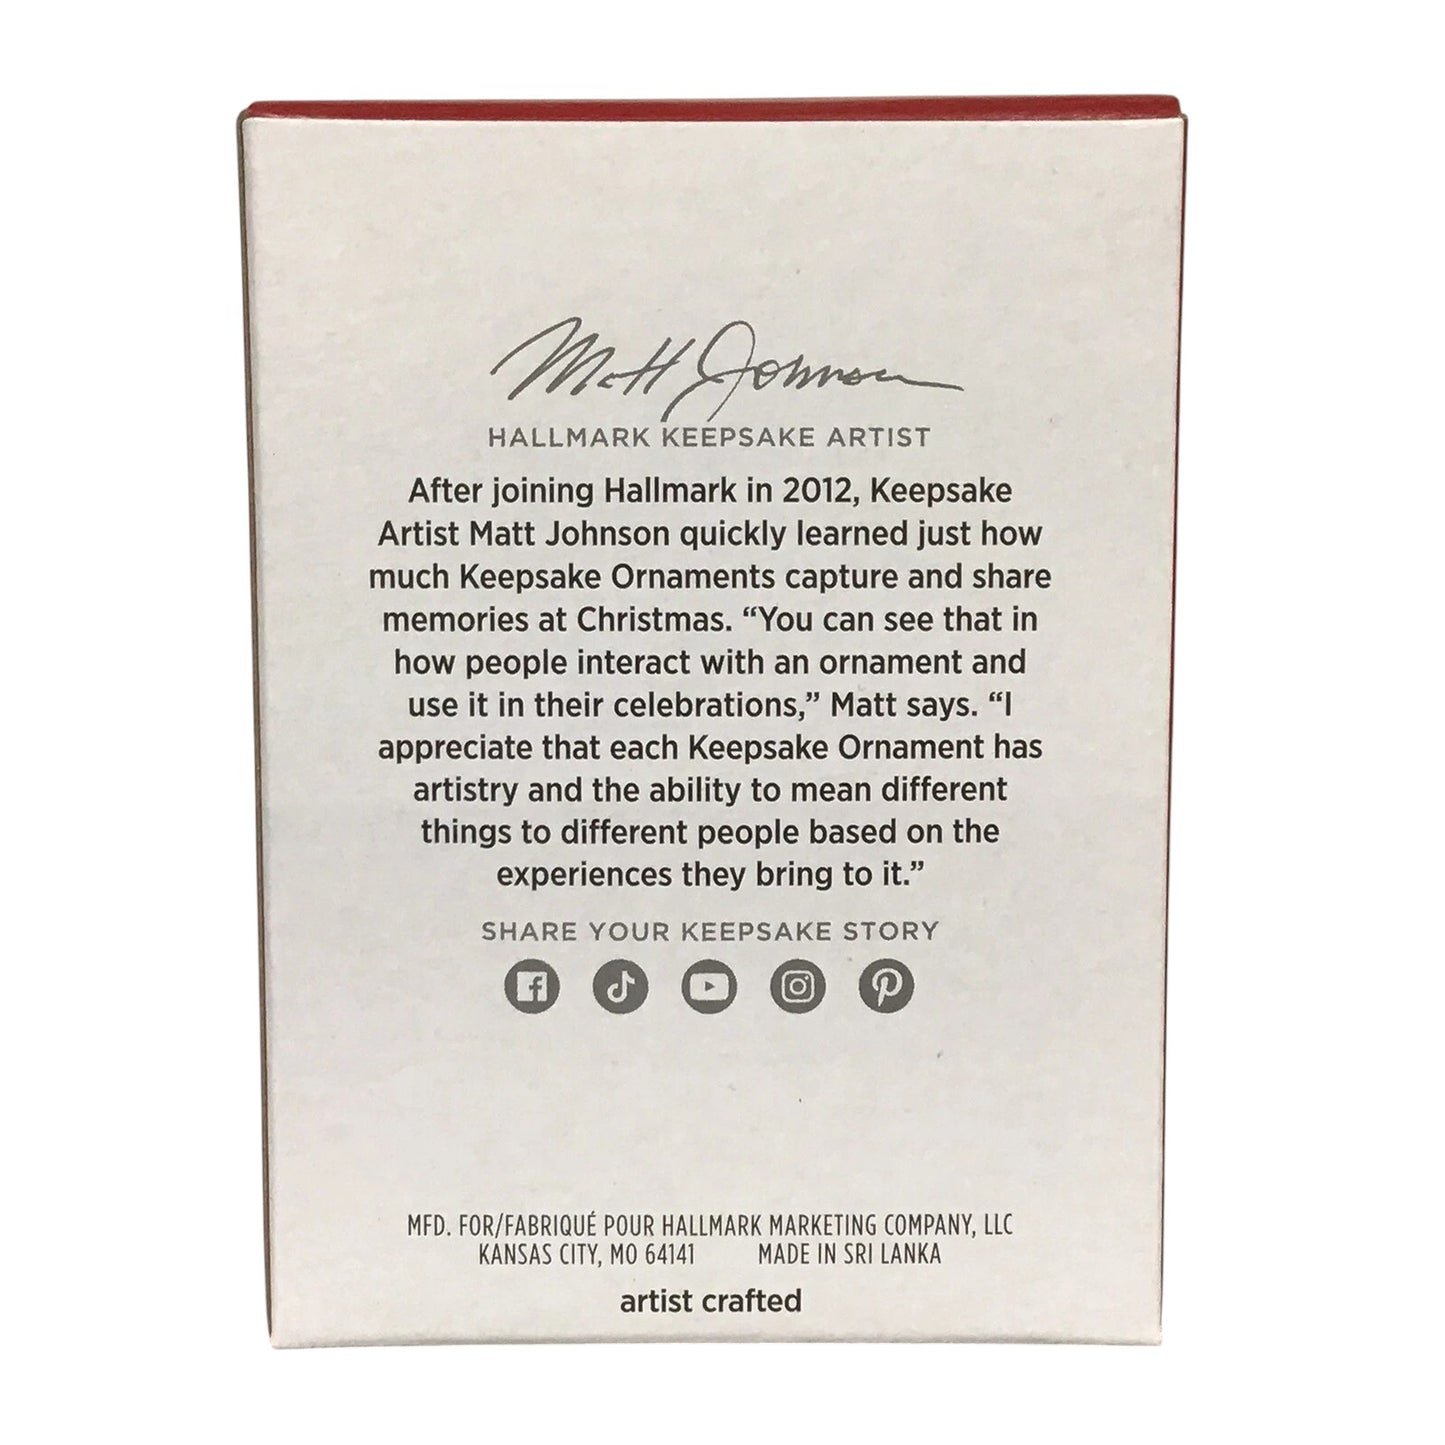 Matt Johnson
HALLMARK KEEPSAKE ARTIST
After joining Hallmark in 2012, Keepsake
Artist Matt Johnson quickly learned just how
much Keepsake Ornaments capture and share
memories at Christmas. “You can see that in
how people interact with an ornament and
use it in their celebrations,” Matt says. “I
appreciate that each Keepsake Ornament has
artistry and the ability to mean different
things to different people based on the
experiences they bring to it.”
SHARE YOUR KEEPSAKE STORY
MFD. FOR/FABRIQUÉ POUR HALLMARK MARKETING COMPANY, LLC
KANSAS CITY, MO 64141 MADE IN SRI LANKA
artist crafted